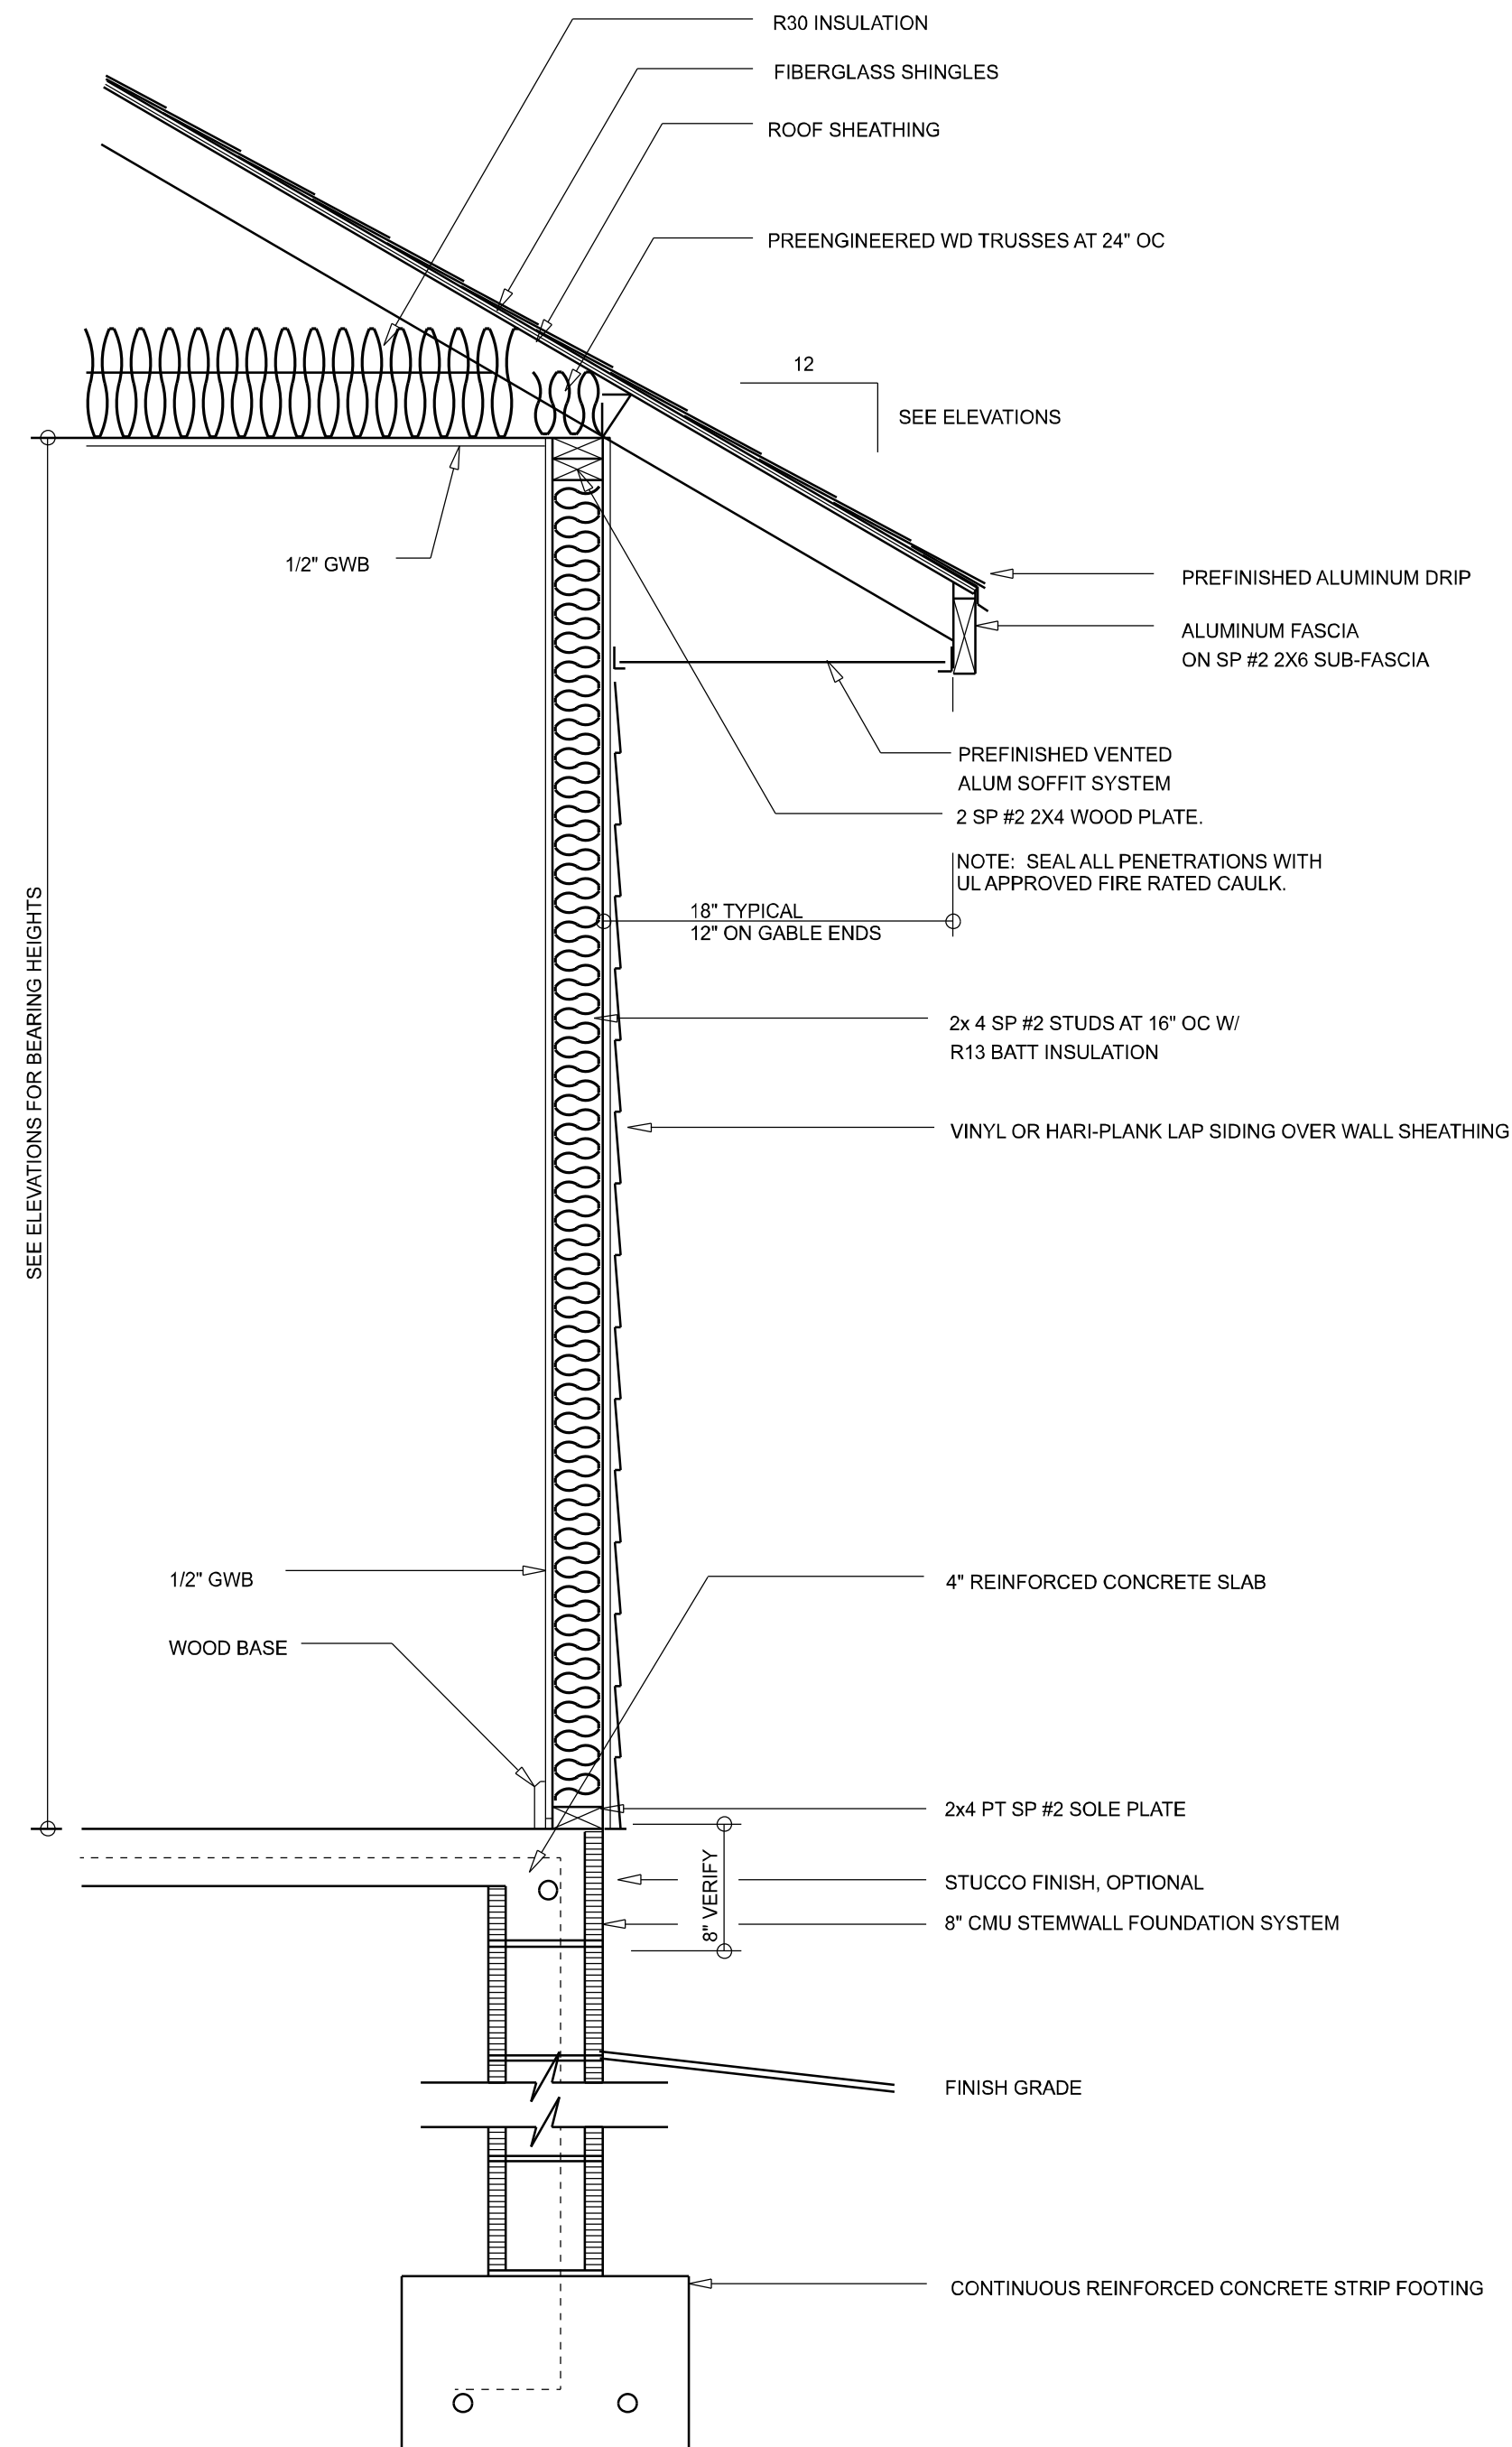 R30 INSULATION
FIBERGLASS SHINGLES
ROOF SHEATHING
PREENGINEERED WD TRUSSES AT 24" OC
12
SEE ELEVATIONS
1/2" GWB
PREFINISHED ALUMINUM DRIP
ALUMINUM FASCIA
ON SP #2 2X6 SUB-FASCIA
PREFINISHED VENTED
ALUM SOFFIT SYSTEM
2 SP #2 2X4 WOOD PLATE.
NOTE: SEAL ALL PENETRATIONS WITH
UL APPROVED FIRE RATED CAULK.
18" TYPICAL
12" ON GABLE ENDS
SEE ELEVATIONS FOR BEARING HEIGHTS
2x 4 SP #2 STUDS AT 16" OC W/
R13 BATT INSULATION
VINYL OR HARI-PLANK LAP SIDING OVER WALL SHEATHING
1/2" GWB
4" REINFORCED CONCRETE SLAB
WOOD BASE
2x4 PT SP #2 SOLE PLATE
8" VERIFY
STUCCO FINISH, OPTIONAL
8" CMU STEMWALL FOUNDATION SYSTEM
FINISH GRADE
CONTINUOUS REINFORCED CONCRETE STRIP FOOTING